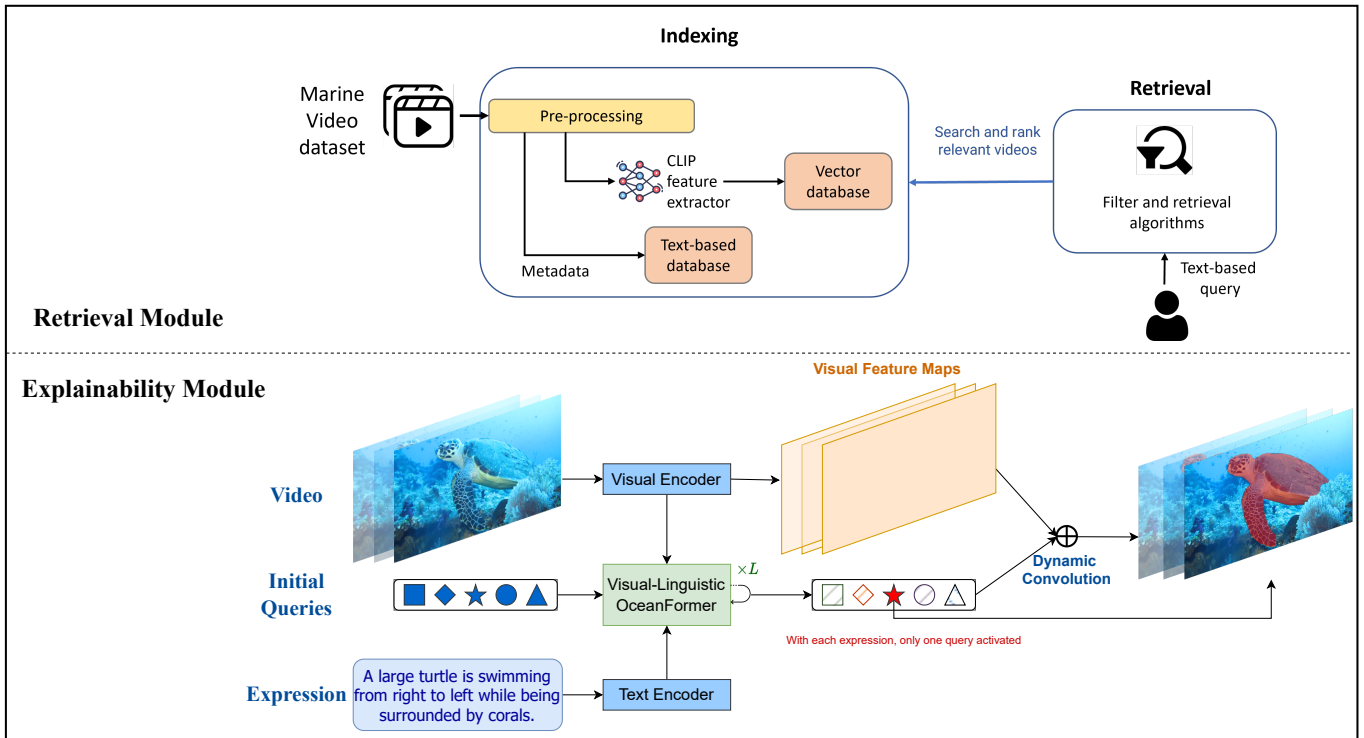 Indexing
Marine
Video
dataset
Pre-processing
CLIP
feature
extractor
Vector
database
Metadata
Text-based
database
Search and rank
relevant videos
Retrieval
Filter and retrieval
algorithms
Text-based
query
Retrieval Module
Explainability Module
Visual Feature Maps
Video
Visual Encoder
Dynamic
Convolution
Initial
Queries
Visual-Linguistic
OceanFormer
×L
With each expression, only one query activated
Expression
A large turtle is swimming
from right to left while being
surrounded by corals.
Text Encoder